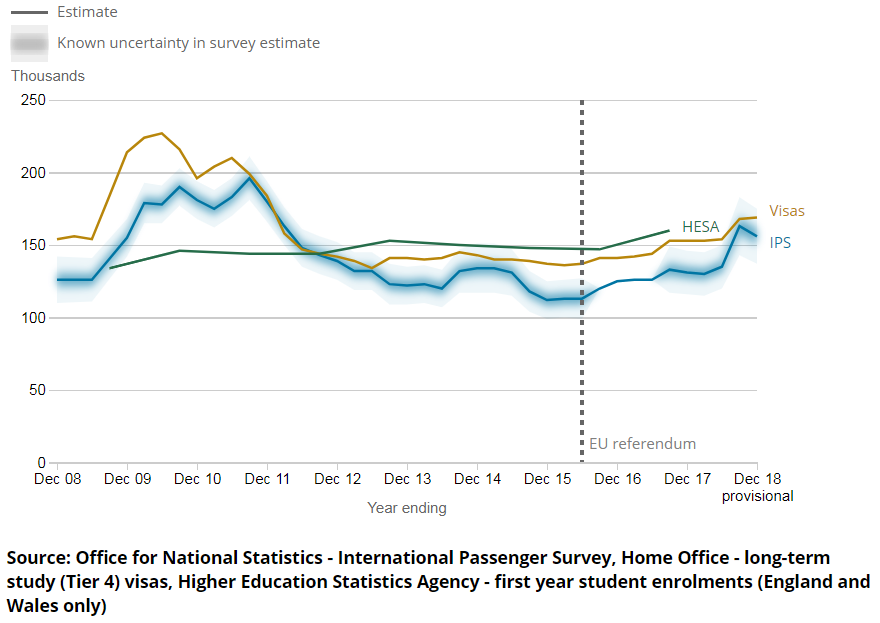 Estimate
Known uncertainty in survey estimate
Thousands
250
200
150
100
50
0
HESA
Visas
IPS
EU referendum
Dec 08 Dec 09 Dec 10 Dec 11 Dec 12 Dec 13 Dec 14 Dec 15 Dec 16 Dec 17 Dec 18
provisional
Year ending
Source: Office for National Statistics - International Passenger Survey, Home Office - long-term
study (Tier 4) visas, Higher Education Statistics Agency - first year student enrolments (England and
Wales only)